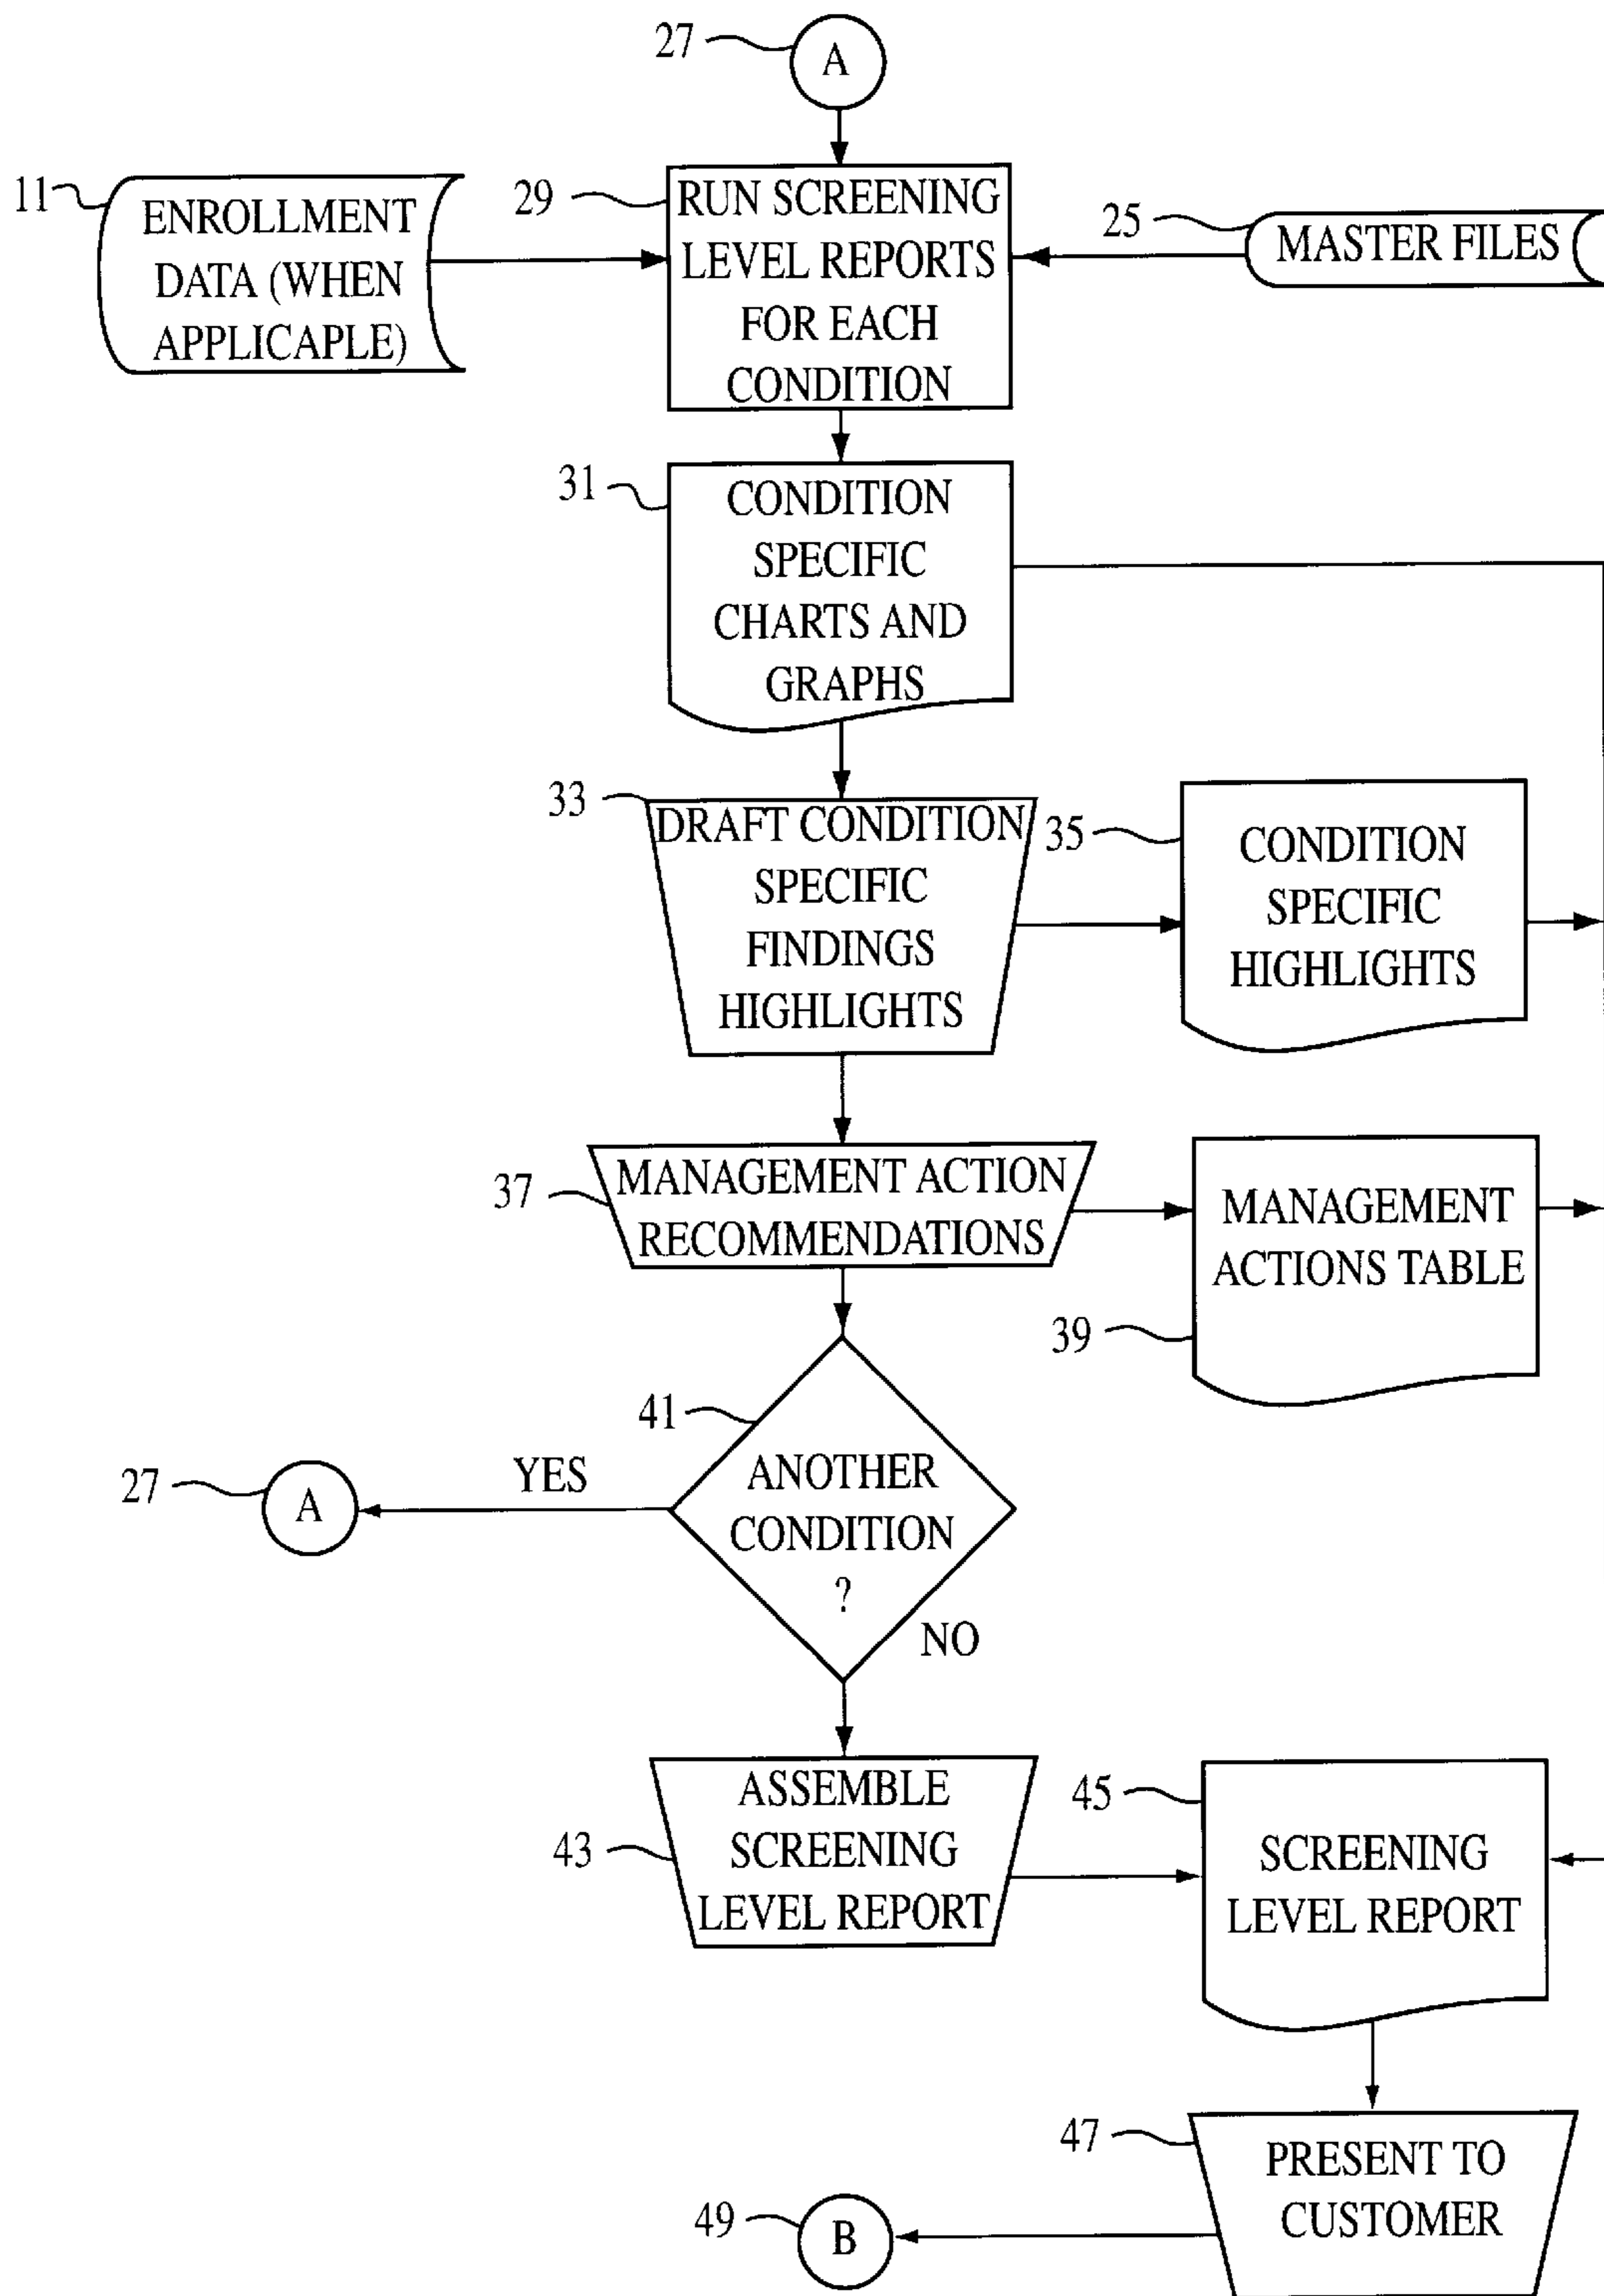 27
A
11
ENROLLMENT
DATA (WHEN
APPLICAPLE)
29
RUN SCREENING
LEVEL REPORTS
FOR EACH
CONDITION
25
MASTER FILES
31
CONDITION
SPECIFIC
CHARTS AND
GRAPHS
33
DRAFT CONDITION
SPECIFIC
FINDINGS
HIGHLIGHTS
35
CONDITION
SPECIFIC
HIGHLIGHTS
37
MANAGEMENT ACTION
RECOMMENDATIONS
MANAGEMENT
ACTIONS TABLE
39
41
ANOTHER
CONDITION
?
YES
27
A
NO
43
ASSEMBLE
SCREENING
LEVEL REPORT
45
SCREENING
LEVEL REPORT
47
PRESENT TO
CUSTOMER
49
B